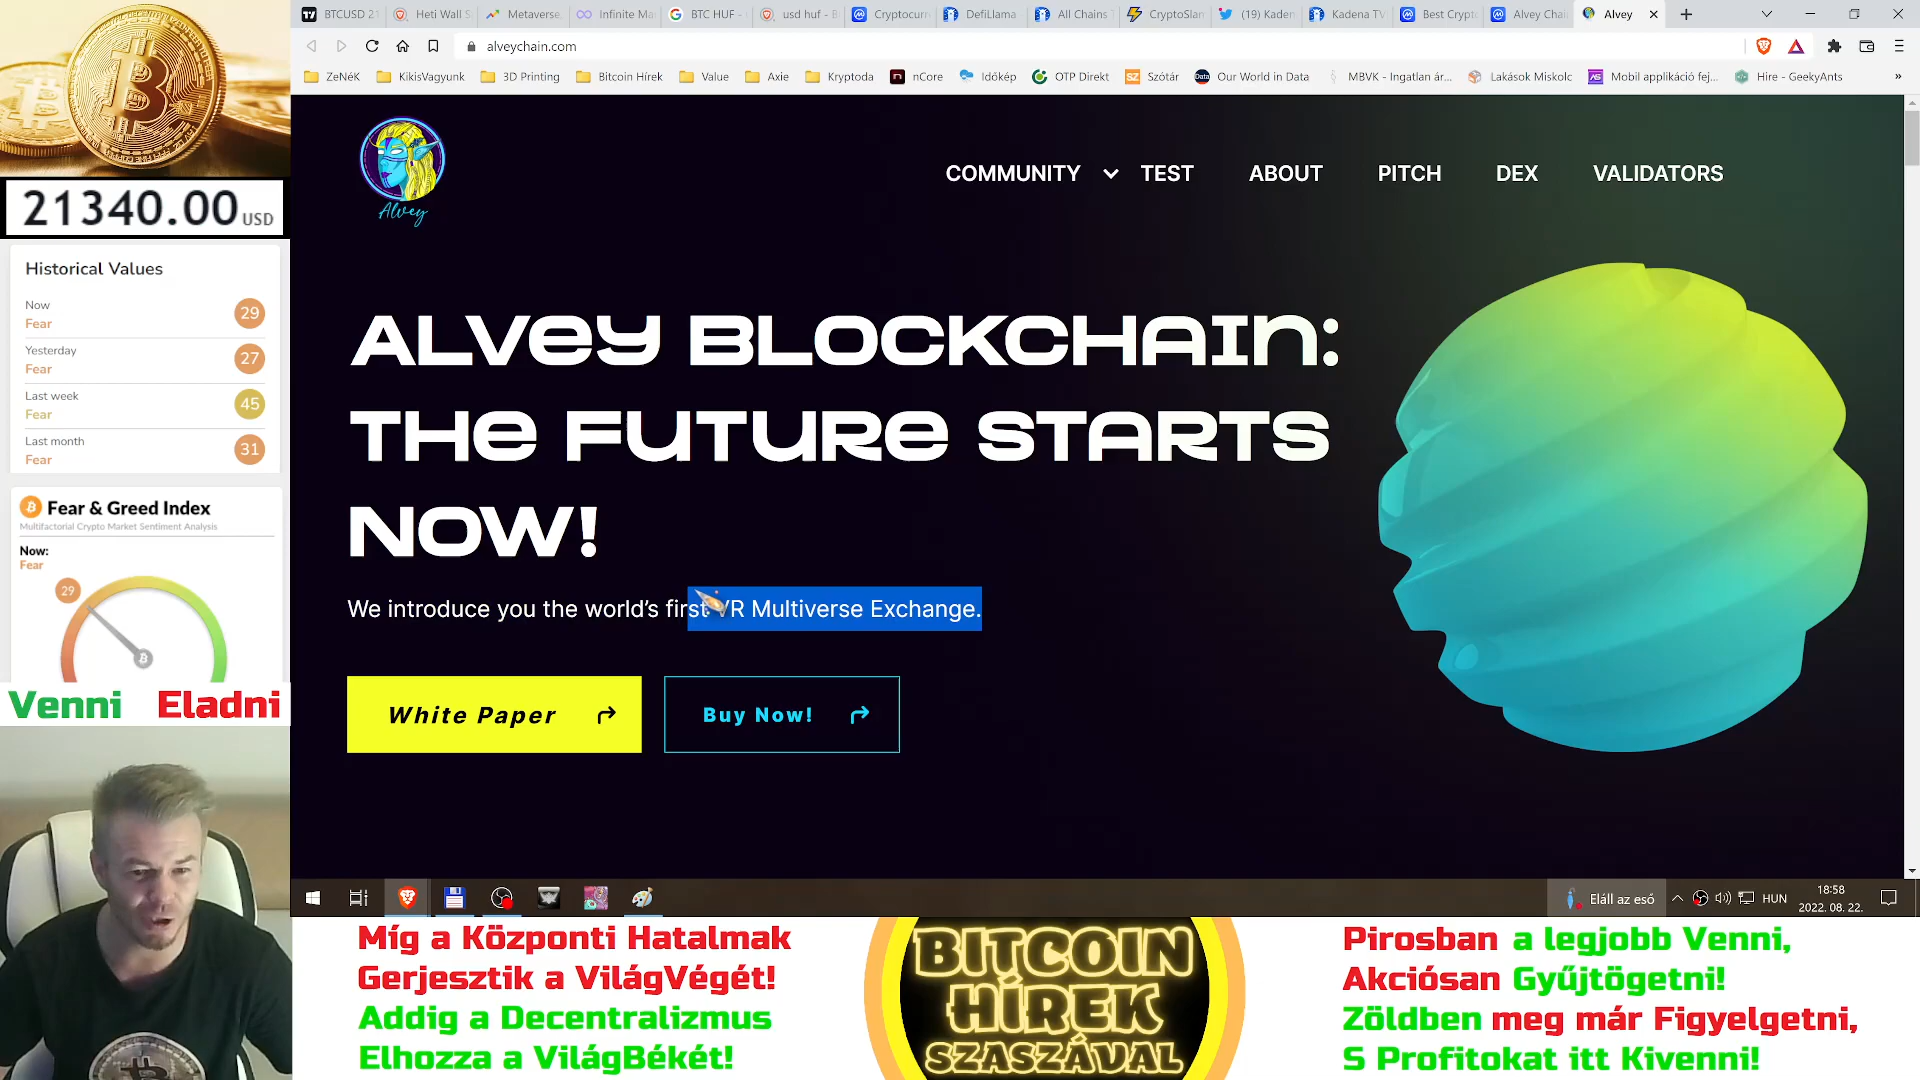 BTCUSD 21
Heti Wall S
Metaverse,
Infinite Ma
BTC HUF -
usd huf - B
Cryptocurr
DefiLlama
All Chains T
CryptoSlan
(19) Kaden
Kadena TV
Best Crypto
Alvey Chai
Alvey
alveychain.com
ZeNéK
KikisVagyunk
3D Printing
Bitcoin Hírek
Value
Axie
Kryptoda
nCore
Időkép
OTP Direkt
Szótár
Our World in Data
MBVK - Ingatlan ár...
Lakások Miskolc
Mobil applikáció fej...
Hire - GeekyAnts
Alvey
COMMUNITY
TEST
ABOUT
PITCH
DEX
VALIDATORS
21340.00 USD
Historical Values
Now
Fear
29
Yesterday
Fear
27
Last week
Fear
45
Last month
Fear
31
Fear & Greed Index
Multifactorial Crypto Market Sentiment Analysis
Now:
Fear
29
Venni Eladni
ALVEY BLOCKCHAIN:
THE FUTURE STARTS
NOW!
We introduce you the world's first VR Multiverse Exchange.
White Paper
Buy Now!
Eláll az eső
HUN
18:58
2022. 08. 22.
Míg a Központi Hatalmak
Gerjesztik a VilágVégét!
Addig a Decentralizmus
Elhozza a VilágBékét!
BITCOIN
HÍREK
SZASZÁVAL
Pirosban a legjobb Venni,
Akciósan Gyűjtögetni!
Zöldben meg már Figyelgetni,
S Profitokat itt Kivenni!